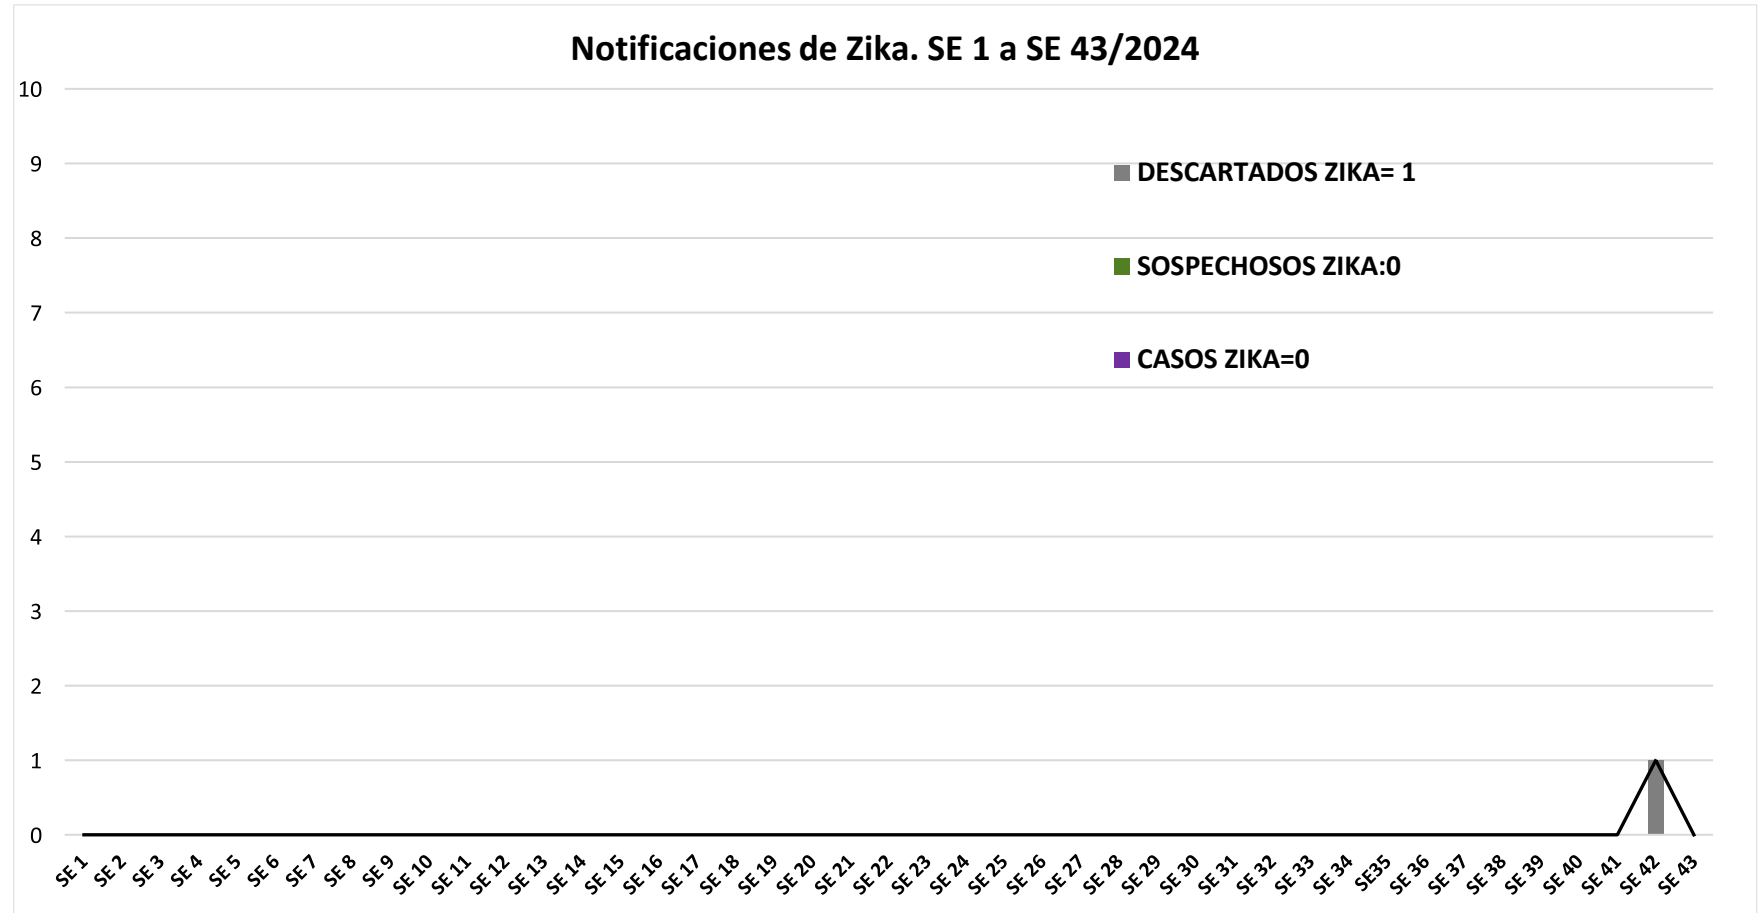 Notificaciones de Zika. SE 1 a SE 43/2024
10
9
DESCARTADOS ZIKA= 1
8
SOSPECHOSOS ZIKA:0
7
CASOS ZIKA=0
6
5
4
3
2
1
0
SE 1
SE 2
SE 3
SE 4
SE 5
SE 6
SE 7
SE 8
SE 9
SE 10
SE 11
SE 12
SE 13
SE 14
SE 15
SE 16
SE 17
SE 18
SE 19
SE 20
SE 21
SE 22
SE 23
SE 24
SE 25
SE 26
SE 27
SE 28
SE 29
SE 30
SE 31
SE 32
SE 33
SE 34
SE35
SE 36
SE 37
SE 38
SE 39
SE 40
SE 41
SE 42
SE 43